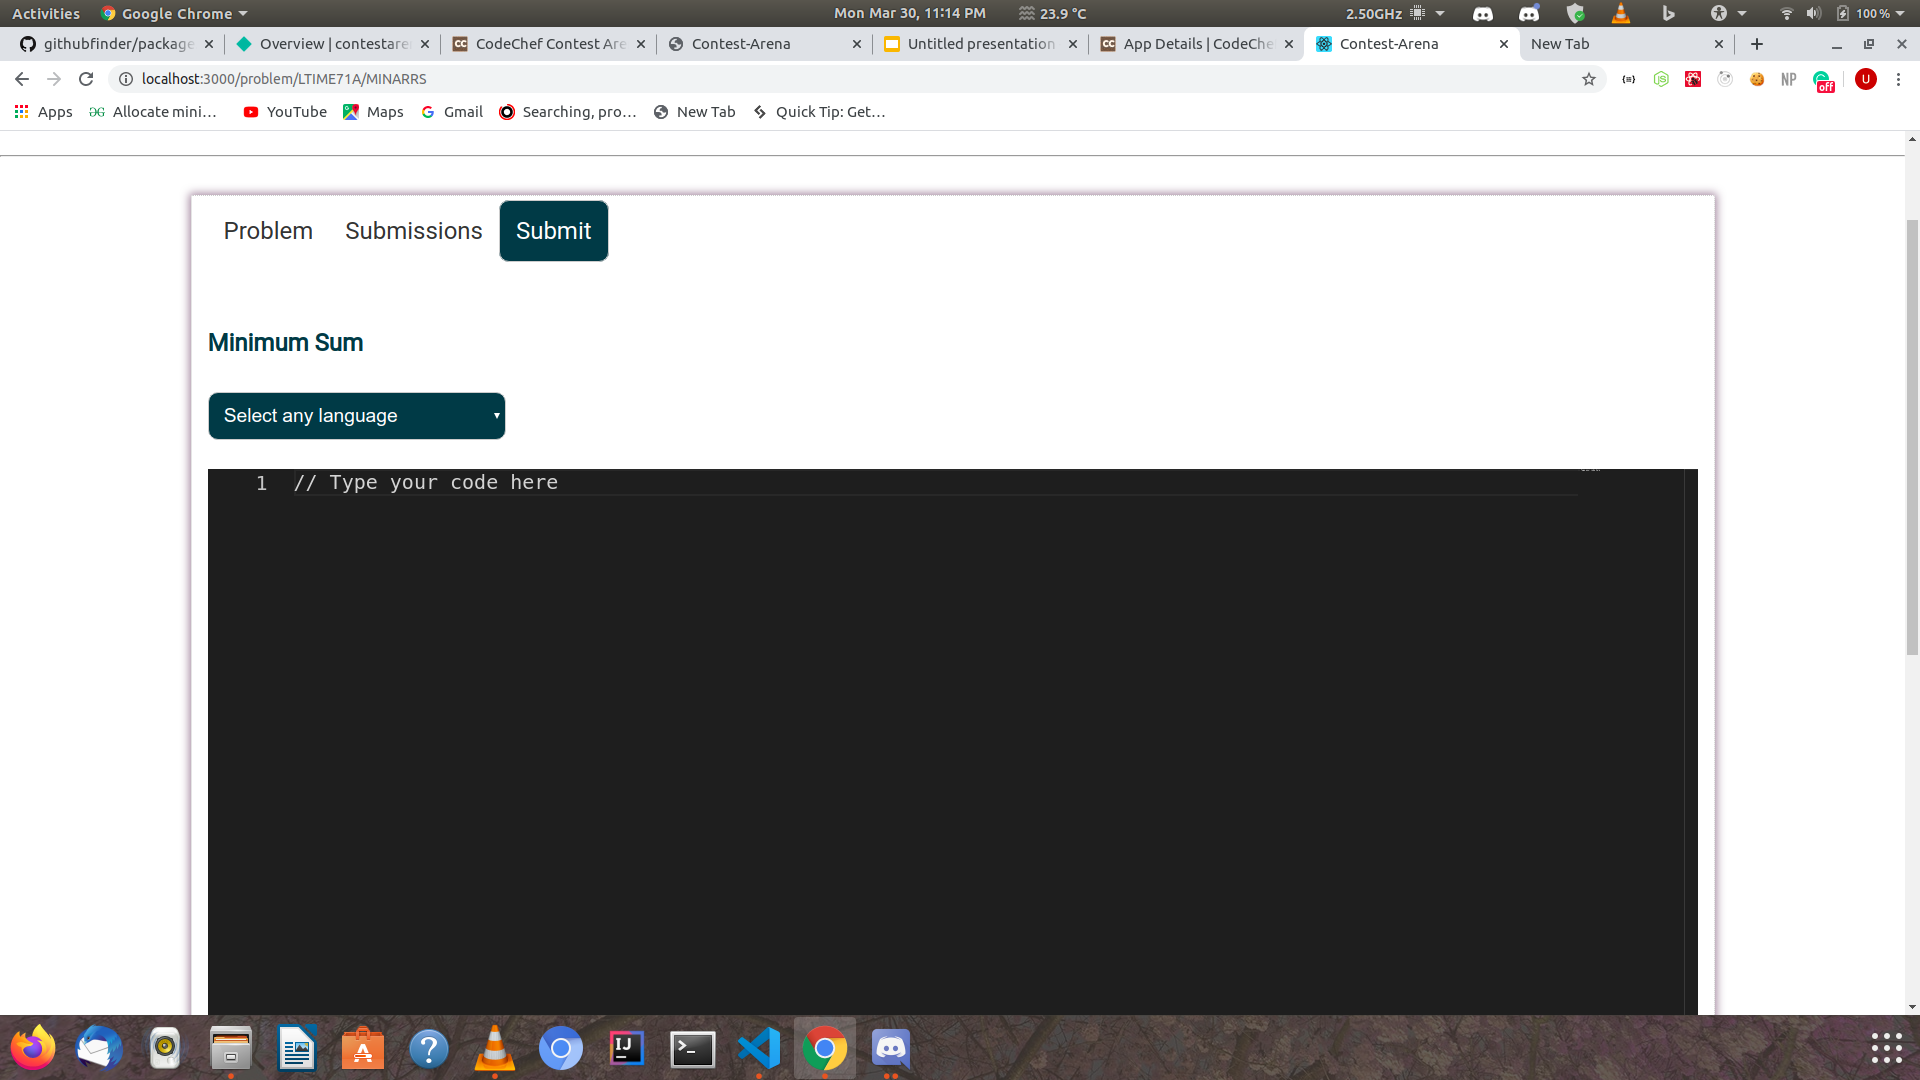 Activities Google Chrome Mon Mar 30, 11:14 PM 23.9 °C 2.50GHz 100 %
githubfinder/package Overview | contestare CodeChef Contest Are Contest-Arena Untitled presentation App Details | CodeChe Contest-Arena New Tab
localhost:3000/problem/LTIME71A/MINARRS NP off U
Apps Allocate mini... YouTube Maps Gmail Searching, pro... New Tab Quick Tip: Get...
Problem Submissions Submit
Minimum Sum
Select any language
1 // Type your code here